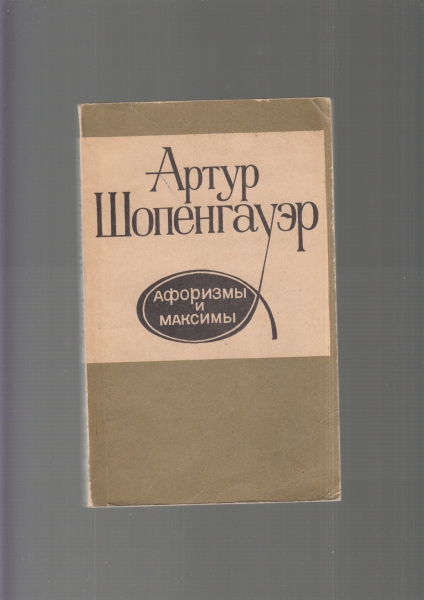 Артур
Шопенгауэр
Афоризмы
и
максимы